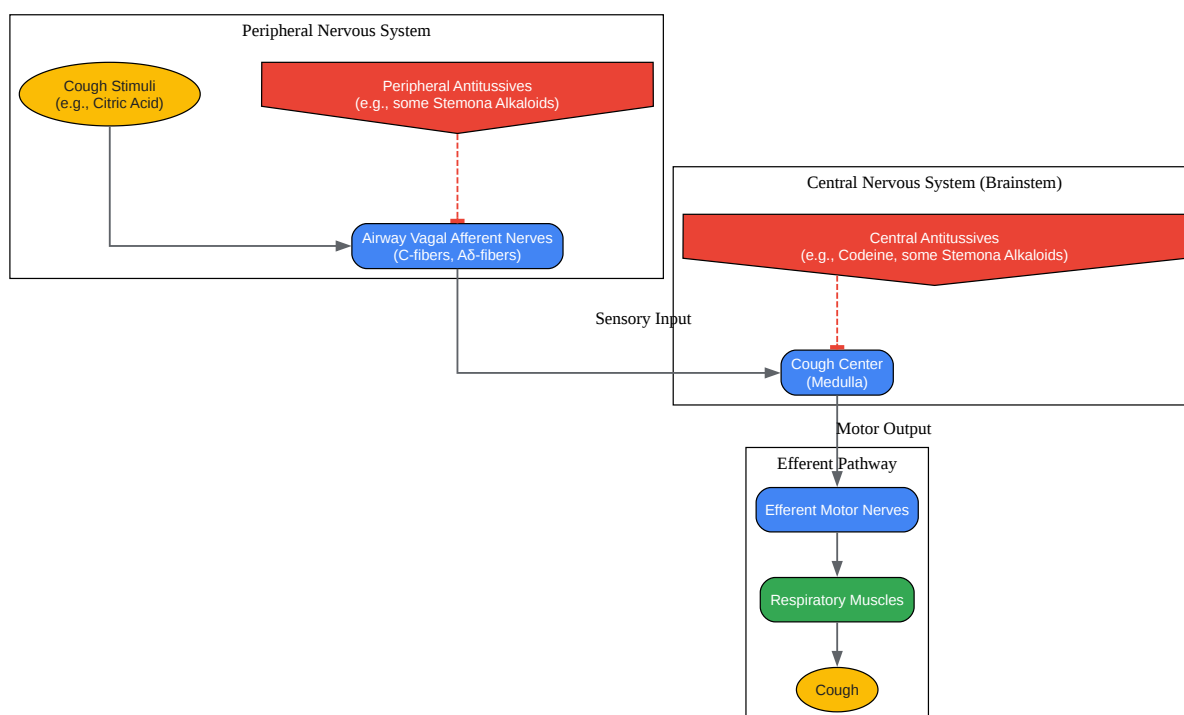 Peripheral Nervous System
Cough Stimuli
(e.g., Citric Acid)
Peripheral Antitussives
(e.g., some Stemona Alkaloids)
Airway Vagal Afferent Nerves
(C-fibers, Aδ-fibers)
Central Nervous System (Brainstem)
Central Antitussives
(e.g., Codeine, some Stemona Alkaloids)
Sensory Input
Cough Center
(Medulla)
Motor Output
Efferent Pathway
Efferent Motor Nerves
Respiratory Muscles
Cough